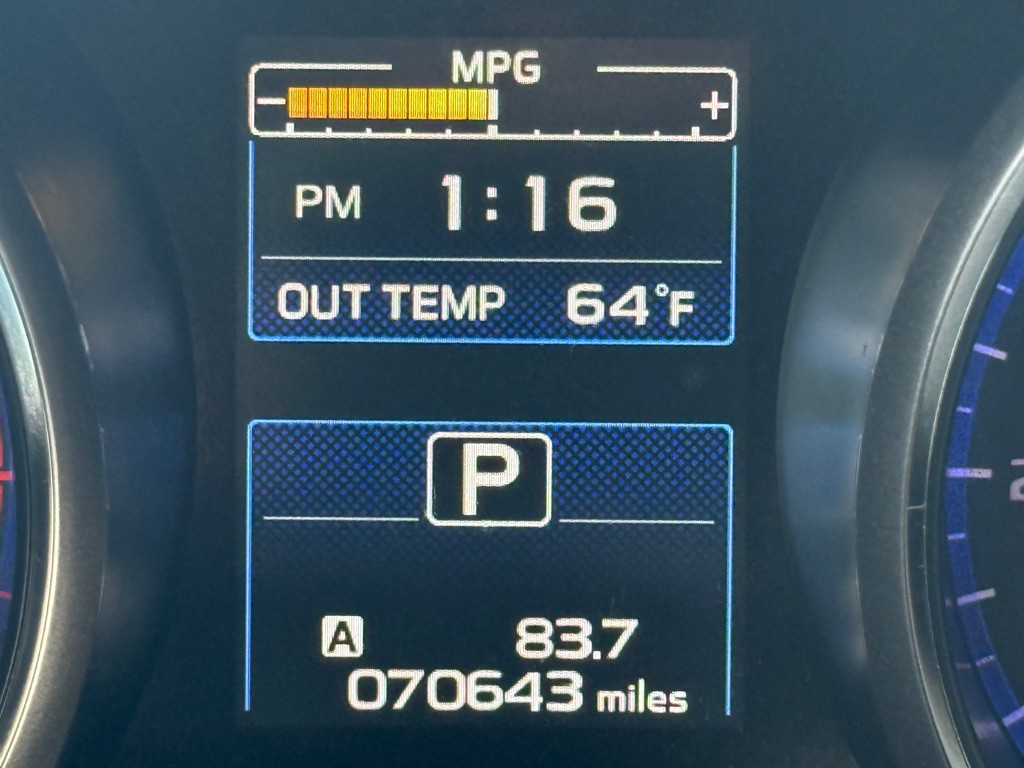 MPG
− +
PM 1:16
OUT TEMP 64°F
P
A 83.7
070643 miles